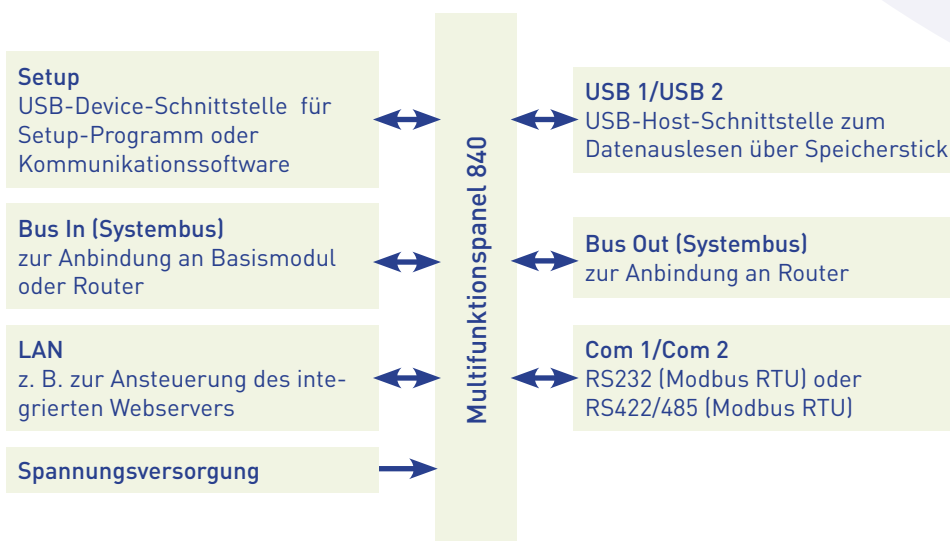 Setup
USB-Device-Schnittstelle für
Setup-Programm oder
Kommunikationssoftware
Bus In (Systembus)
zur Anbindung an Basismodul
oder Router
LAN
z. B. zur Ansteuerung des inte-
grierten Webservers
Spannungsversorgung
Multifunktionspanel 840
USB 1/USB 2
USB-Host-Schnittstelle zum
Datenauslesen über Speicherstick
Bus Out (Systembus)
zur Anbindung an Router
Com 1/Com 2
RS232 (Modbus RTU) oder
RS422/485 (Modbus RTU)